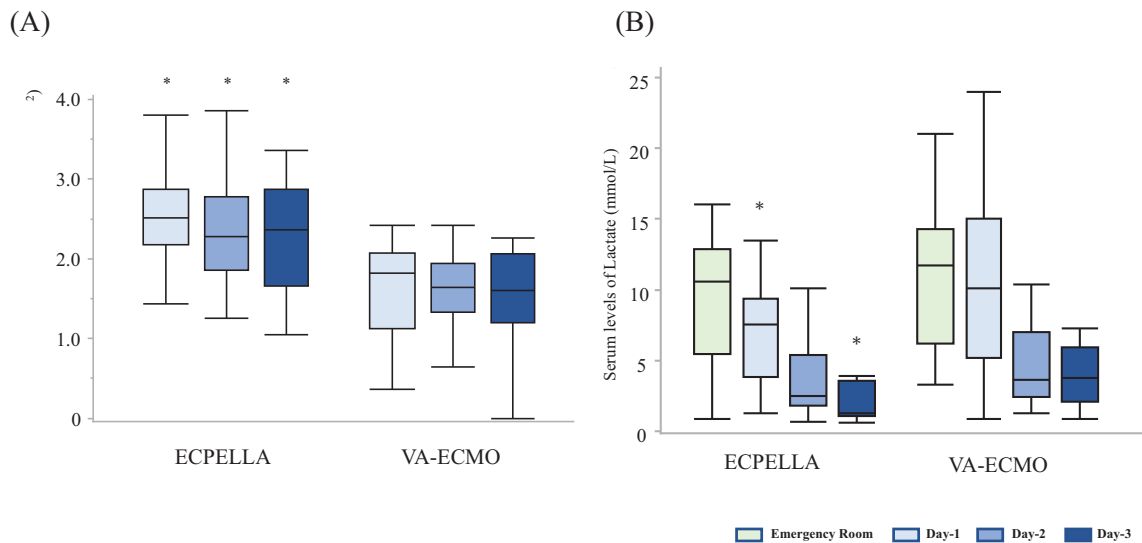 (A)
(B)
* * *
²)
4.0
3.0
2.0
1.0
0
ECPELLA
VA-ECMO
Serum levels of Lactate (mmol/L)
25
20
15
10
5
0
*
*
ECPELLA
VA-ECMO
Emergency Room
Day-1
Day-2
Day-3